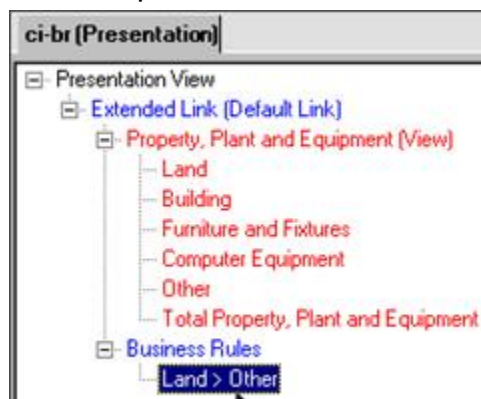 ci-br (Presentation)
Presentation View
Extended Link (Default Link)
Property, Plant and Equipment (View)
Land
Building
Furniture and Fixtures
Computer Equipment
Other
Total Property, Plant and Equipment
Business Rules
Land > Other